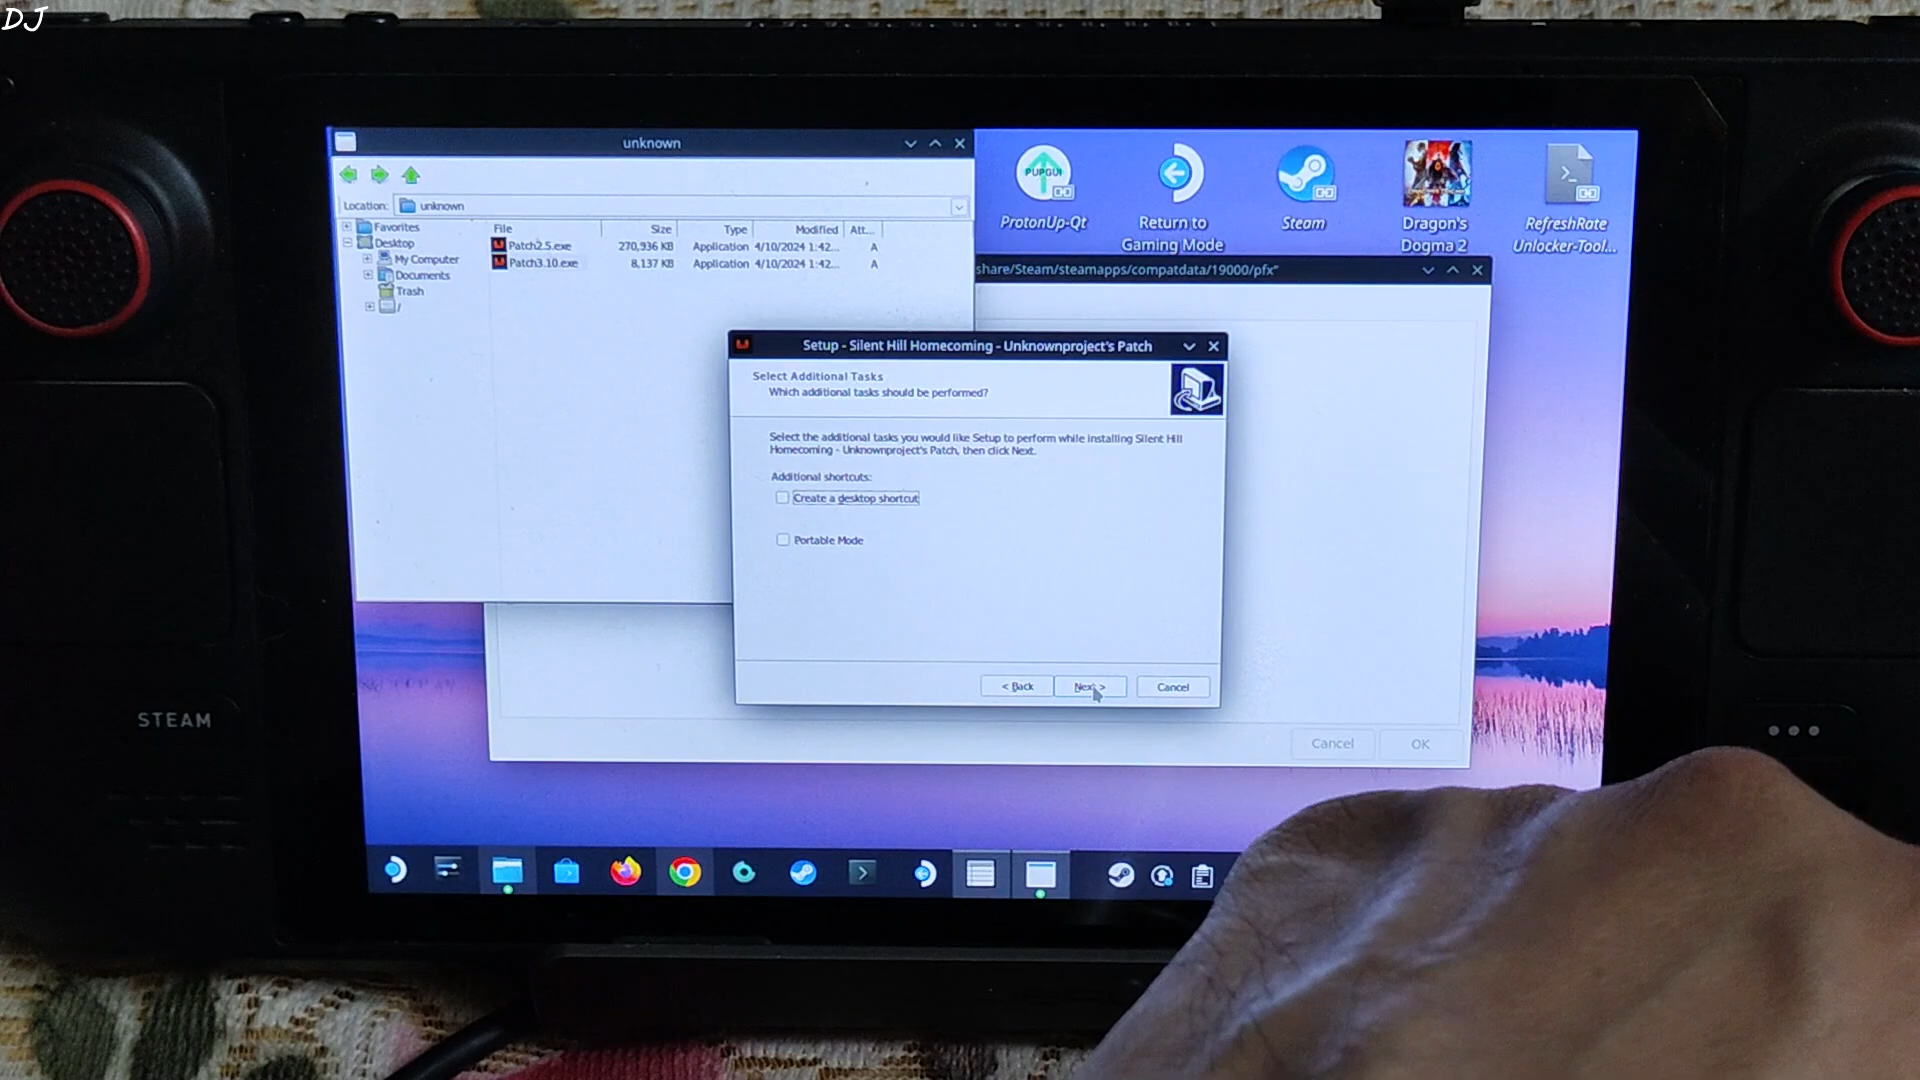 DJ
unknown
Location: unknown
Favorites
Desktop
My Computer
Documents
Trash
/
File Size Type Modified Att...
Patch2.5.exe 270,936 KB Application 4/10/2024 1:42... A
Patch3.10.exe 8,137 KB Application 4/10/2024 1:42... A
PUPGUI
ProtonUp-Qt
Return to
Gaming Mode
Steam
Dragon's
Dogma 2
RefreshRate
Unlocker-Tool...
share/Steam/steamapps/compatdata/19000/pfx"
Setup - Silent Hill Homecoming - Unknownproject's Patch
Select Additional Tasks
Which additional tasks should be performed?
Select the additional tasks you would like Setup to perform while installing Silent Hill
Homecoming - Unknownproject's Patch, then click Next.
Additional shortcuts:
Create a desktop shortcut
Portable Mode
< Back Next > Cancel
Cancel OK
STEAM